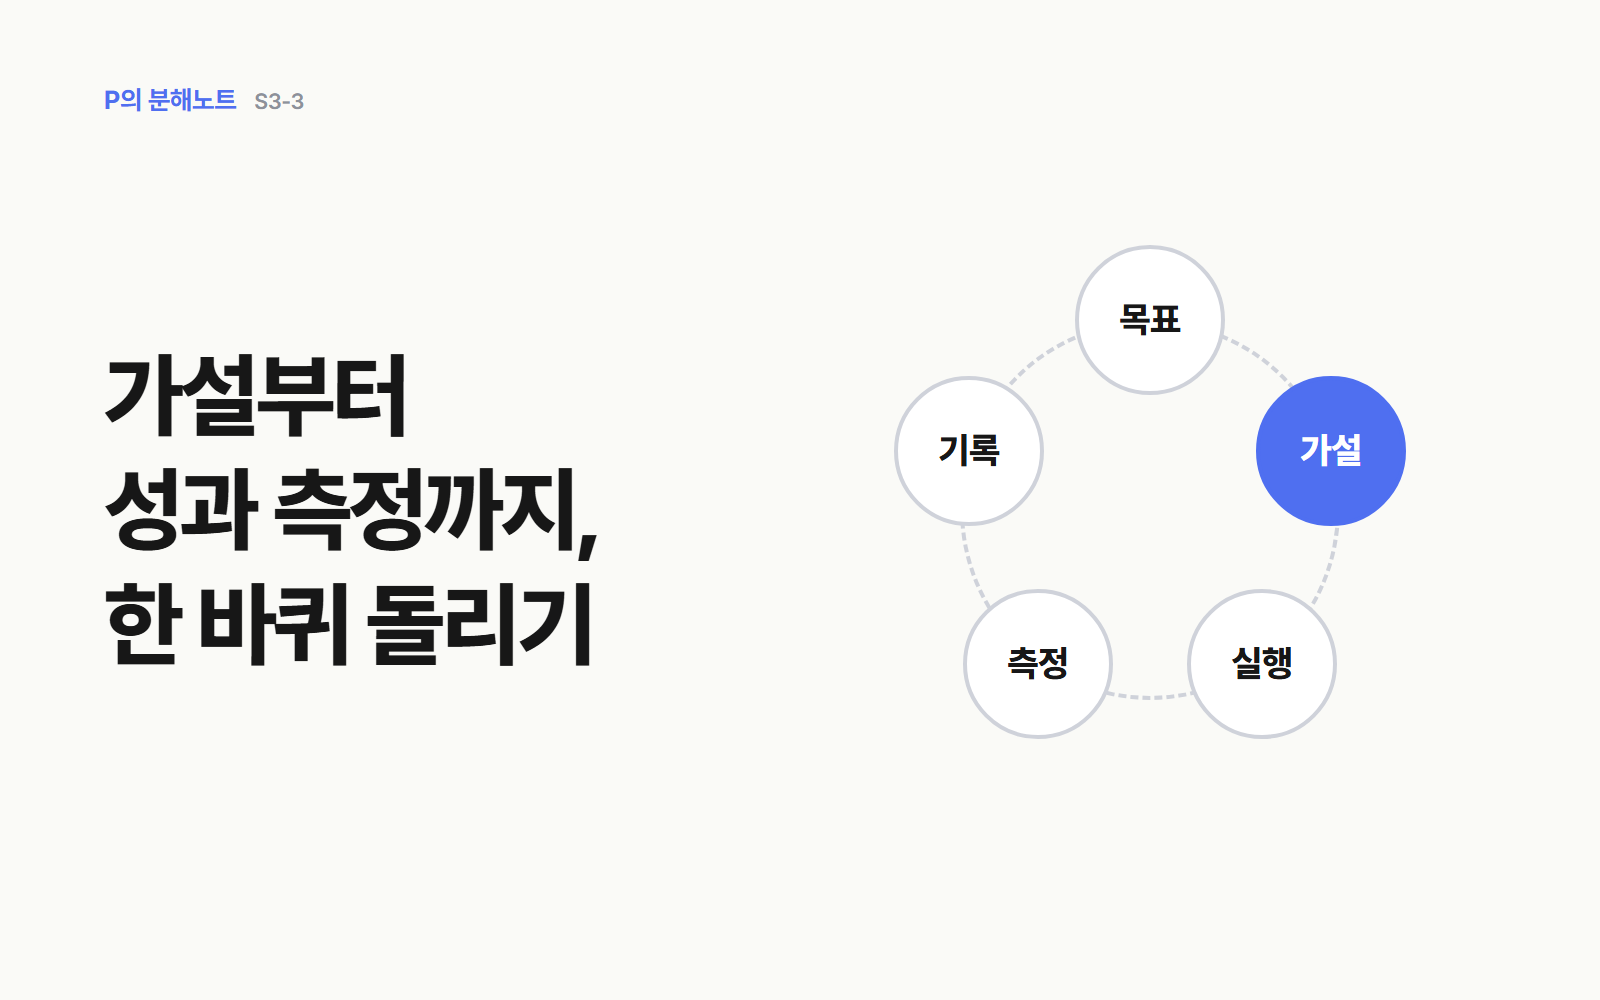 P의 분해노트 S3-3
가설부터
성과 측정까지,
한 바퀴 돌리기
목표
가설
실행
측정
기록